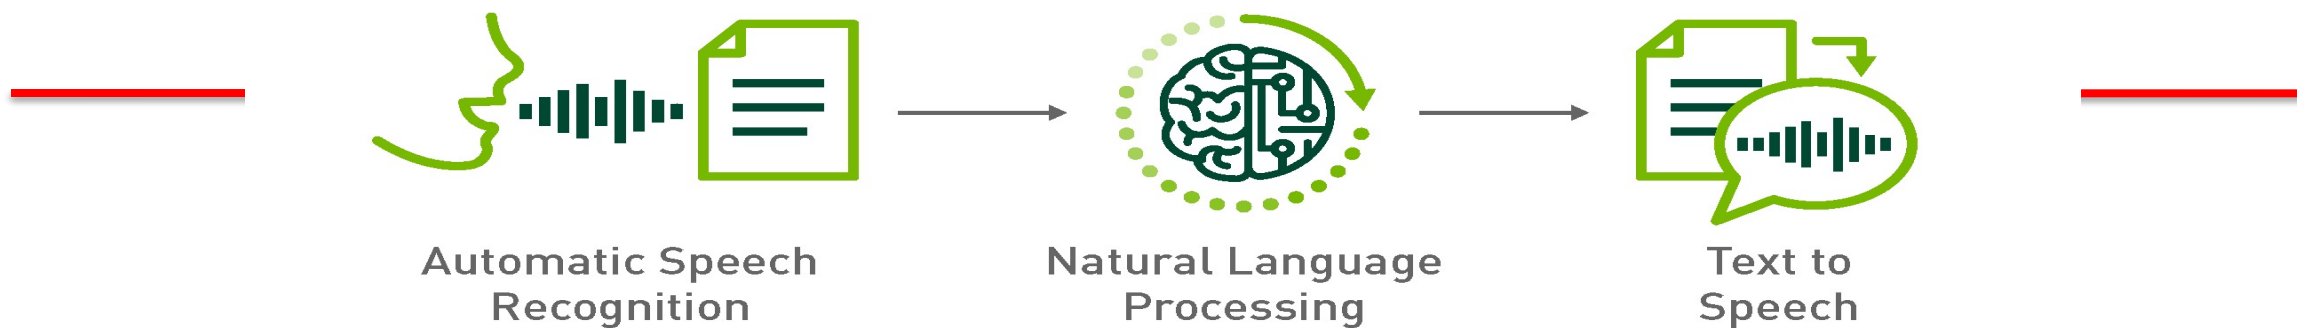 Automatic Speech
Recognition
Natural Language
Processing
Text to
Speech